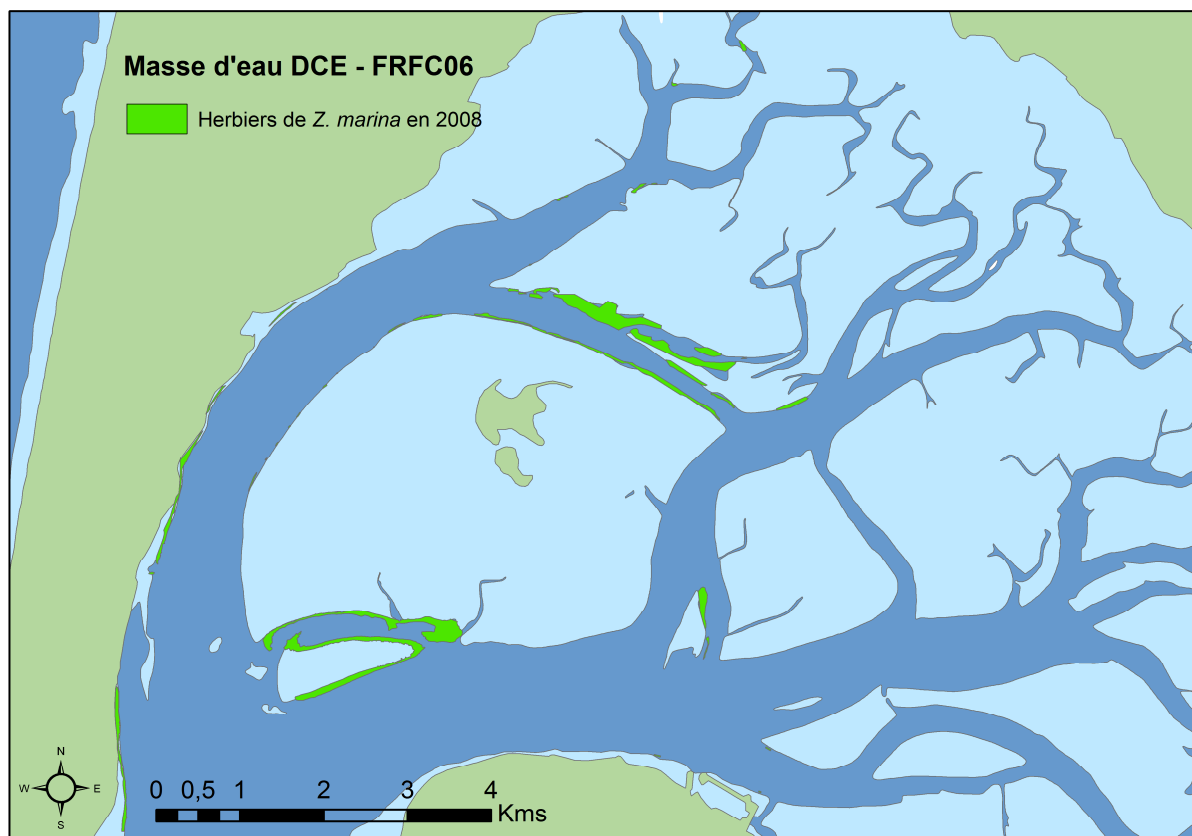 Masse d'eau DCE - FRFC06
Herbiers de Z. marina en 2008
N
W E
S
0 0,5 1 2 3 4
Kms